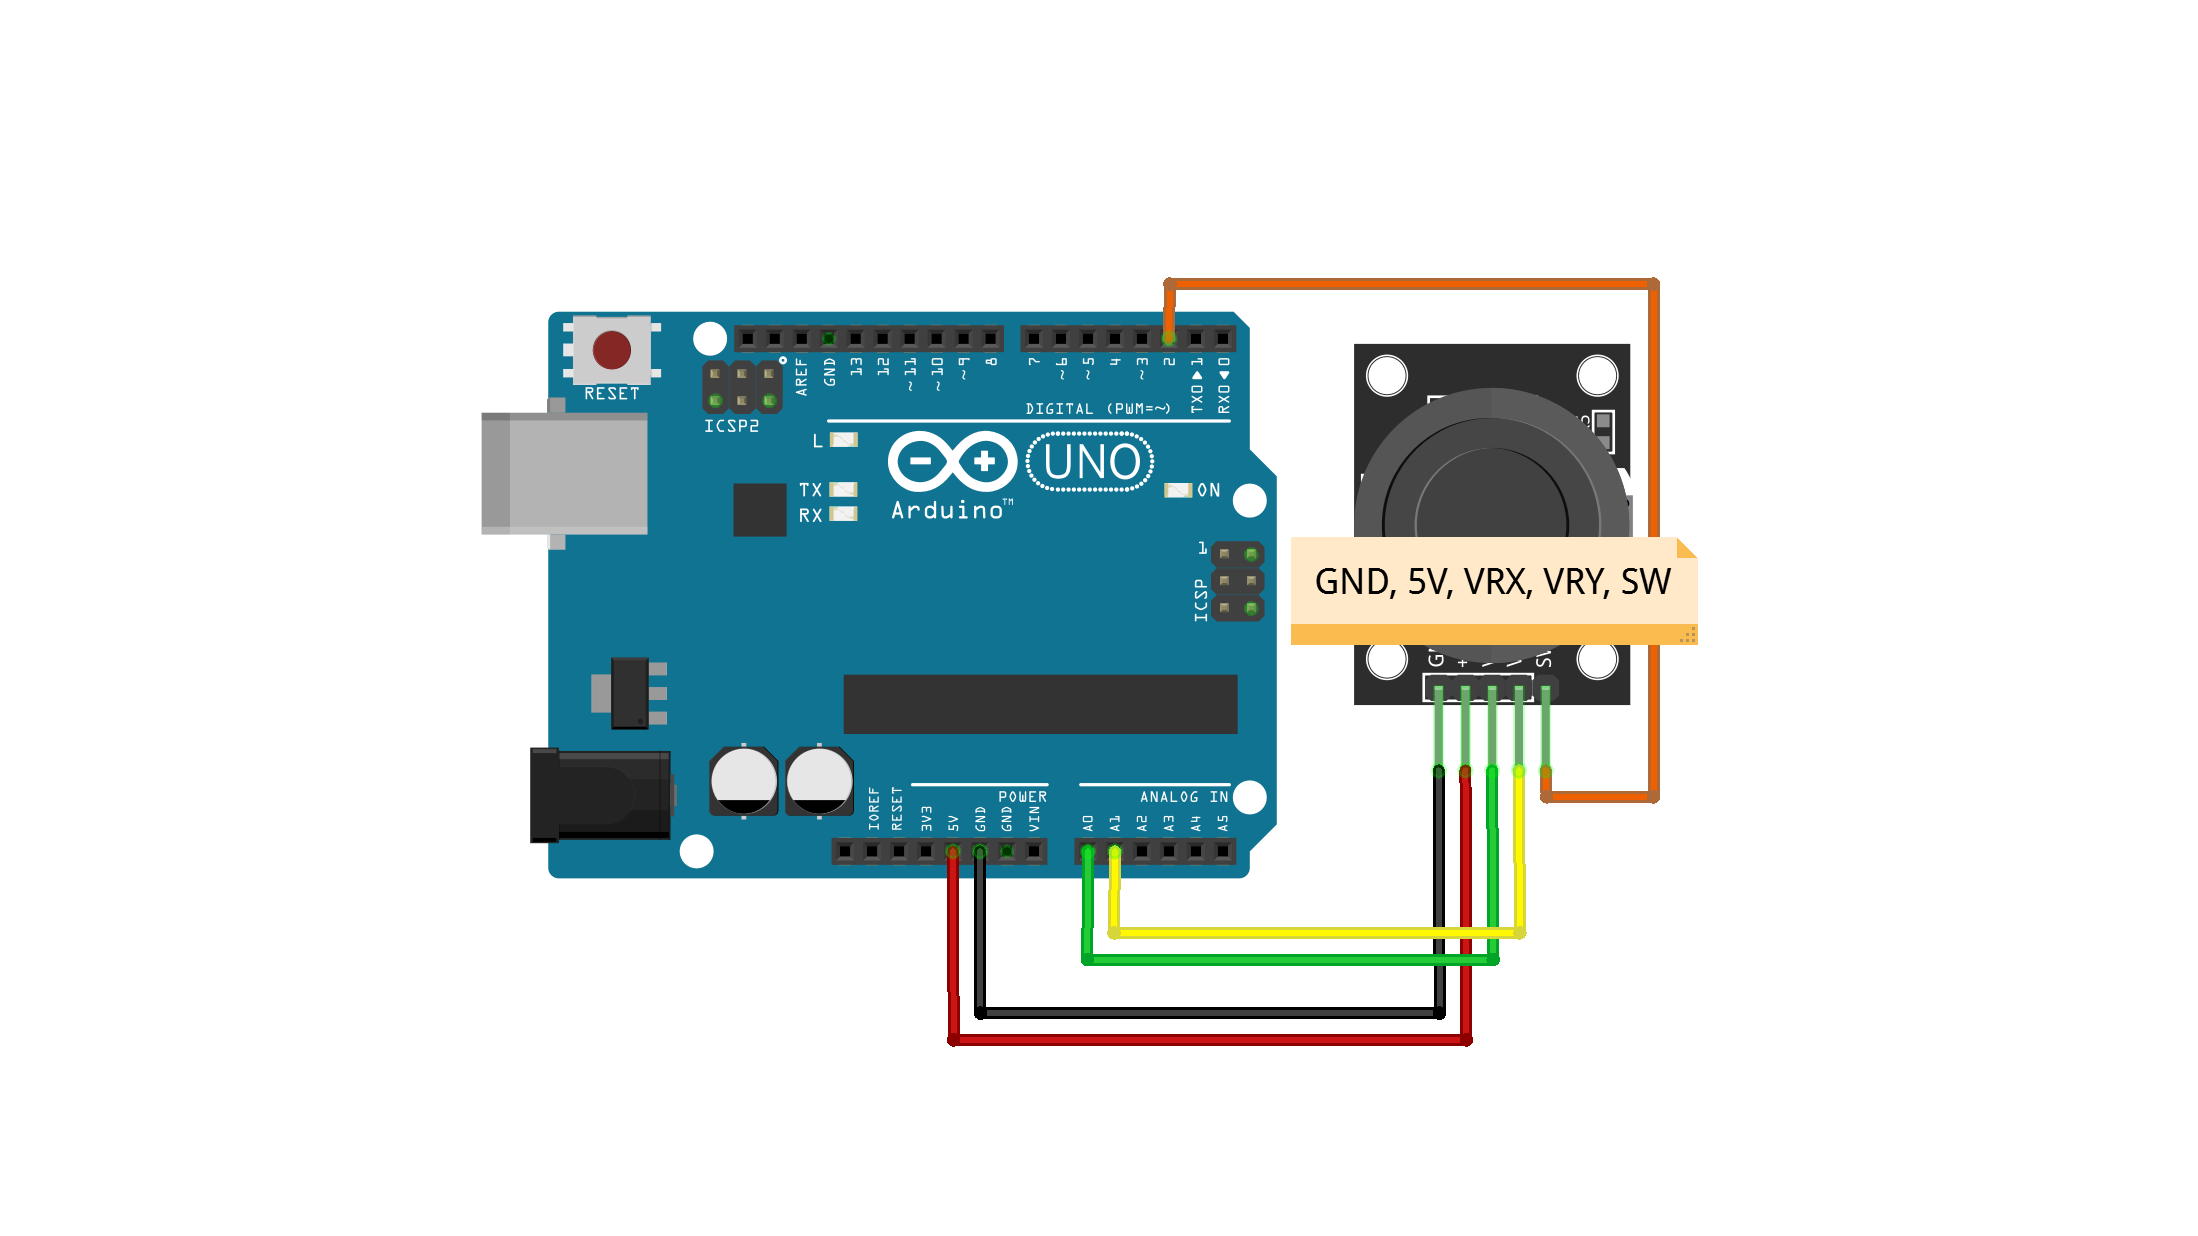 RESET
ICSP2
AREF
GND
13
12
~11
~10
~9
8
7
~6
~5
4
~3
2
TX0▶1
RX0◀0
DIGITAL (PWM=~)
L
TX
RX
Arduino™
UNO
ON
1
ICSP
GND, 5V, VRX, VRY, SW
+
IOREF
RESET
3V3
5V
GND
GND
VIN
POWER
A0
A1
A2
A3
A4
A5
ANALOG IN